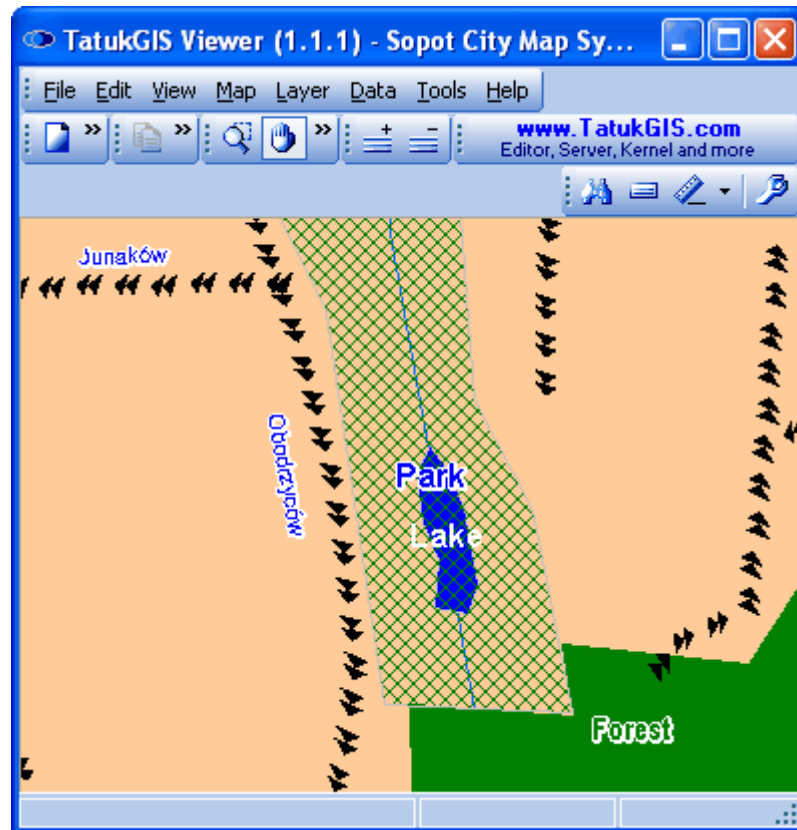 TatukGIS Viewer (1.1.1) - Sopot City Map Sy...
File Edit View Map Layer Data Tools Help
www.TatukGIS.com
Editor, Server, Kernel and more
Junaków
Obodrzyców
Park
Lake
Forest